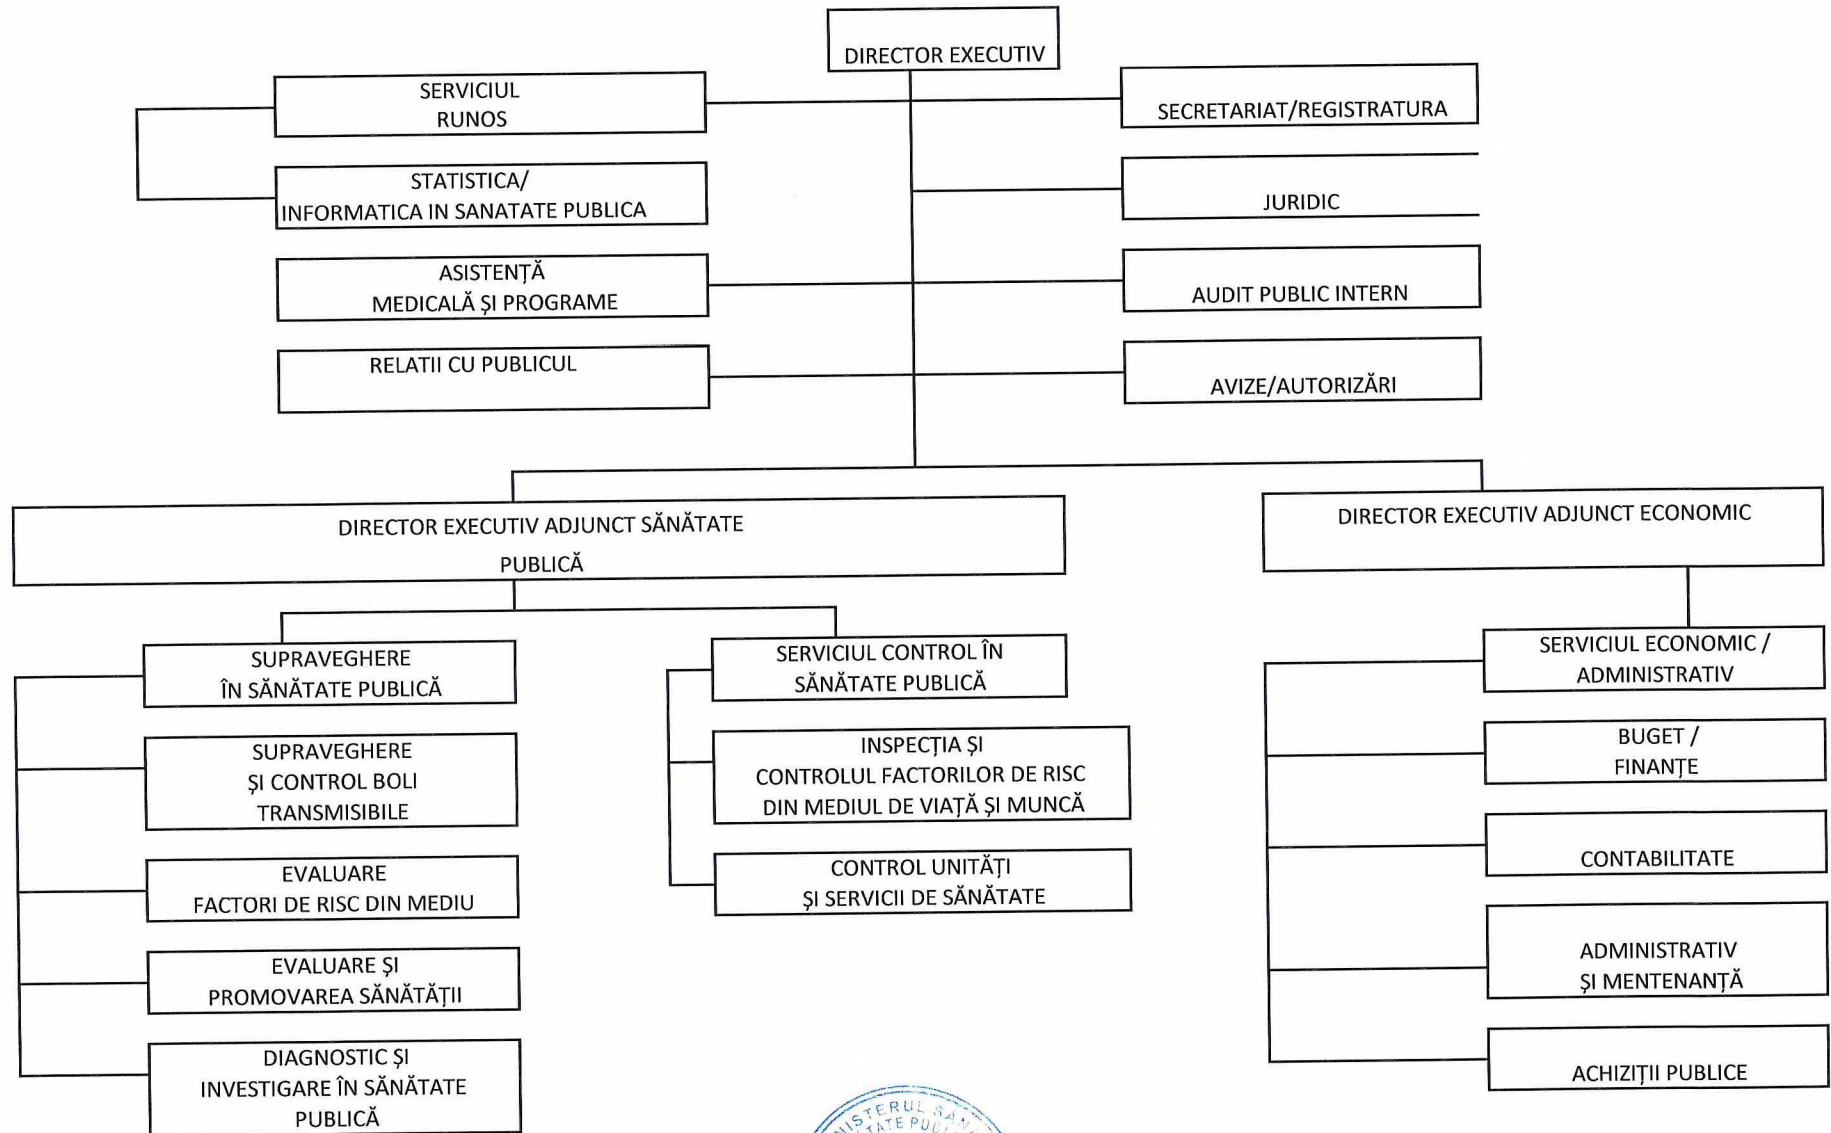 DIRECTOR EXECUTIV
SERVICIUL
RUNOS
SECRETARIAT/REGISTRATURA
STATISTICA/
INFORMATICA IN SANATATE PUBLICA
JURIDIC
ASISTENȚĂ
MEDICALĂ ȘI PROGRAME
AUDIT PUBLIC INTERN
RELATII CU PUBLICUL
AVIZE/AUTORIZĂRI
DIRECTOR EXECUTIV ADJUNCT SĂNĂTATE
PUBLICĂ
DIRECTOR EXECUTIV ADJUNCT ECONOMIC
SUPRAVEGHERE
ÎN SĂNĂTATE PUBLICĂ
SUPRAVEGHERE
ȘI CONTROL BOLI
TRANSMISIBILE
EVALUARE
FACTORI DE RISC DIN MEDIU
EVALUARE ȘI
PROMOVAREA SĂNĂTĂȚII
DIAGNOSTIC ȘI
INVESTIGARE ÎN SĂNĂTATE
PUBLICĂ
SERVICIUL CONTROL ÎN
SĂNĂTATE PUBLICĂ
INSPECȚIA ȘI
CONTROLUL FACTORILOR DE RISC
DIN MEDIUL DE VIAȚĂ ȘI MUNCĂ
CONTROL UNITĂȚI
ȘI SERVICII DE SĂNĂTATE
SERVICIUL ECONOMIC /
ADMINISTRATIV
BUGET /
FINANȚE
CONTABILITATE
ADMINISTRATIV
ȘI MENTENANȚĂ
ACHIZIȚII PUBLICE